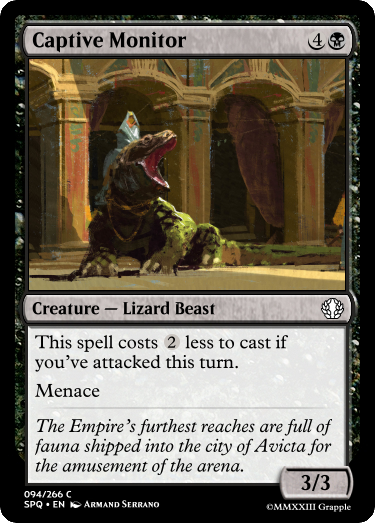 Captive Monitor 4
Creature — Lizard Beast
This spell costs 2 less to cast if
you've attacked this turn.
Menace
The Empire's furthest reaches are full of
fauna shipped into the city of Avicta for
the amusement of the arena.
3/3
094/266 C
SPQ • EN Armand Serrano
©MMXXIII Grapple